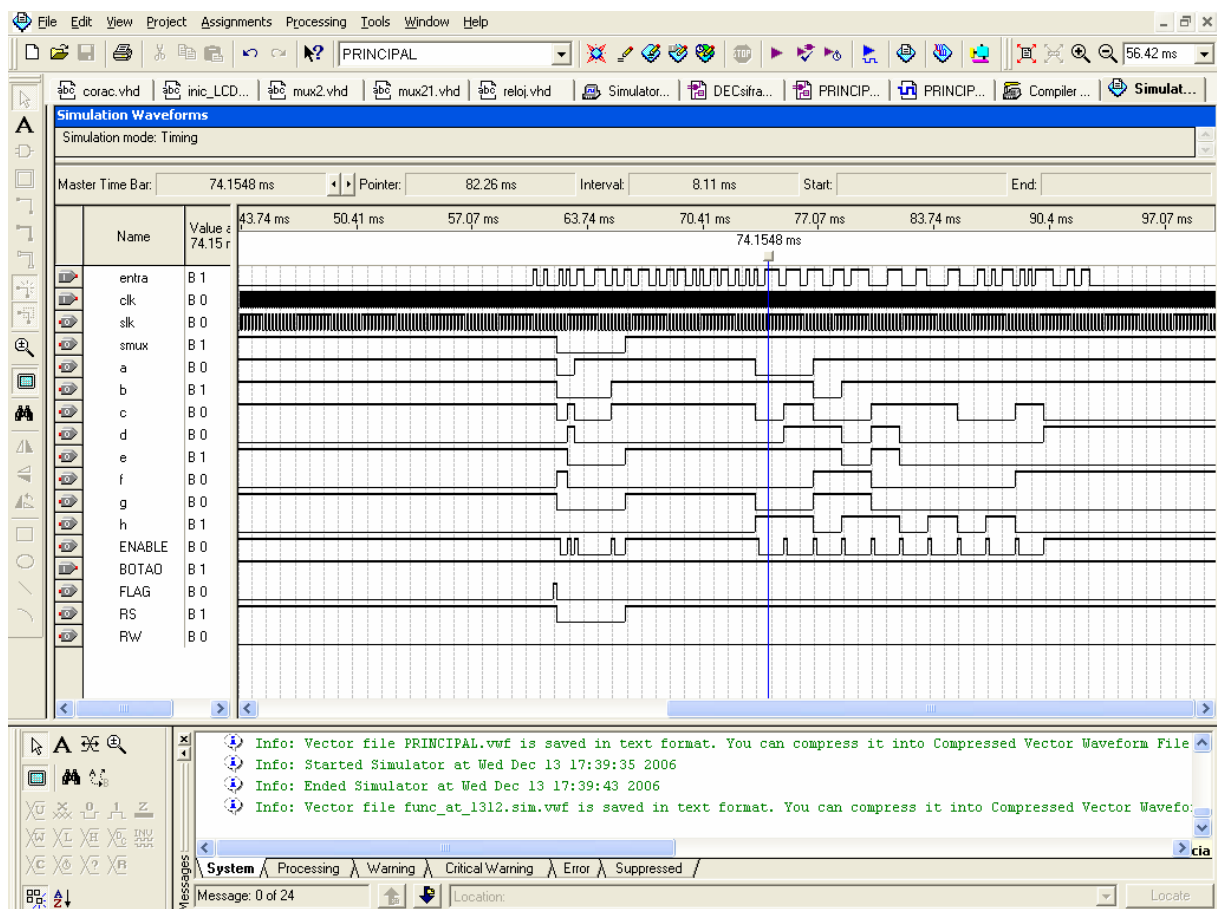 File Edit View Project Assignments Processing Tools Window Help
PRINCIPAL
56.42 ms
corac.vhd inic_LCD... mux2.vhd mux21.vhd reloj.vhd Simulator... DECsifra... PRINCIP... PRINCIP... Compiler ... Simulat...
Simulation Waveforms
Simulation mode: Timing
Master Time Bar: 74.1548 ms Pointer: 82.26 ms Interval: 8.11 ms Start: End:
Name Value a
74.15 r
43.74 ms 50.41 ms 57.07 ms 63.74 ms 70.41 ms 77.07 ms 83.74 ms 90.4 ms 97.07 ms
74.1548 ms
entra B 1
clk B 0
slk B 0
smux B 1
a B 0
b B 1
c B 0
d B 0
e B 1
f B 0
g B 0
h B 1
ENABLE B 0
BOTAO B 1
FLAG B 0
RS B 1
RW B 0
Info: Vector file PRINCIPAL.vwf is saved in text format. You can compress it into Compressed Vector Waveform File
Info: Started Simulator at Wed Dec 13 17:39:35 2006
Info: Ended Simulator at Wed Dec 13 17:39:43 2006
Info: Vector file func_at_1312.sim.vwf is saved in text format. You can compress it into Compressed Vector Wavefo
cia
System Processing Warning Critical Warning Error Suppressed
Messages
Message: 0 of 24 Location: Locate